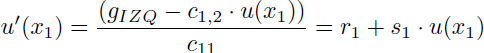 u'(x_1) = \frac{(g_{IZQ} - c_{1,2} \cdot u(x_1))}{c_{11}} = r_1 + s_1 \cdot u(x_1)